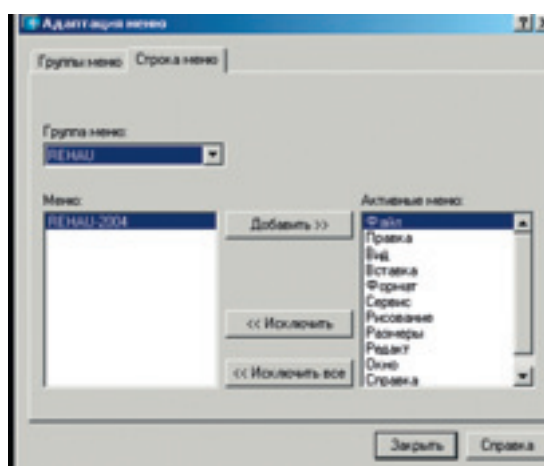 Адаптация меню
Группы меню Строка меню
Группа меню:
REHAU
Меню:
REHAU-2004
Добавить >>
<< Исключить
<< Исключить все
Активные меню:
Файл
Правка
Вид
Вставка
Формат
Сервис
Рисование
Размеры
Редакт
Окно
Справка
Закрыть Справка